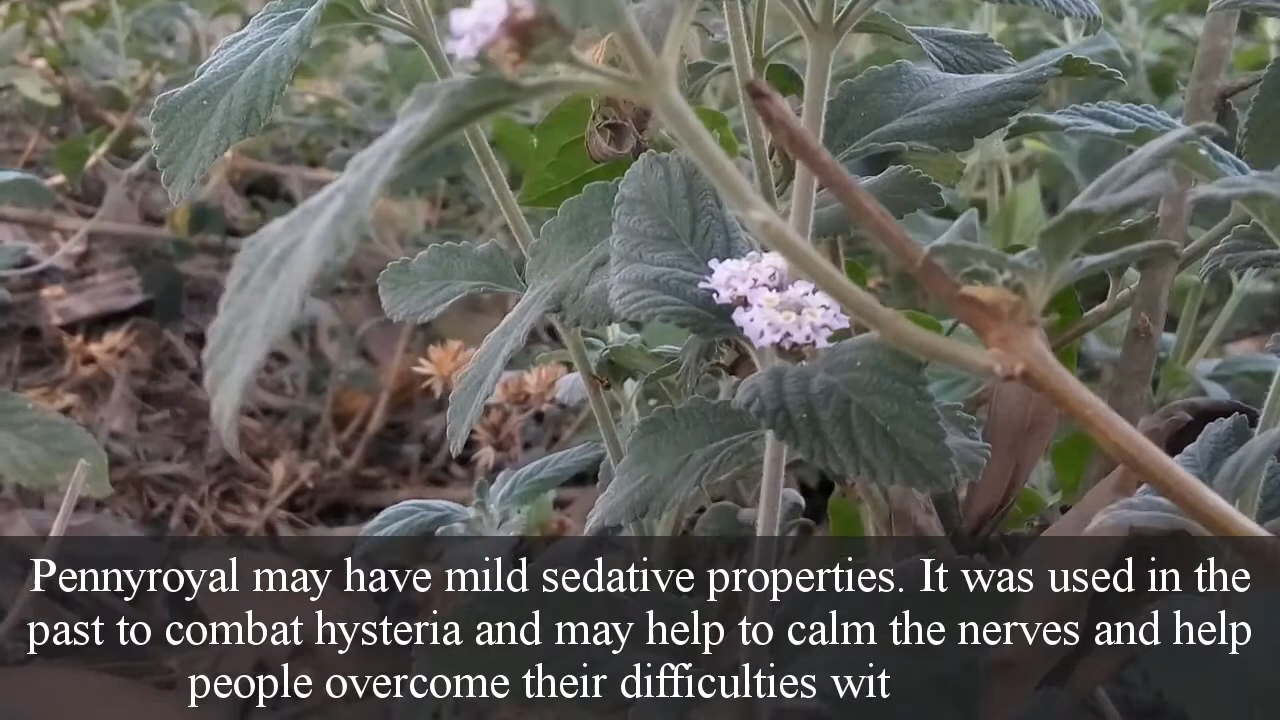 Pennyroyal may have mild sedative properties. It was used in the
past to combat hysteria and may help to calm the nerves and help
people overcome their difficulties wit